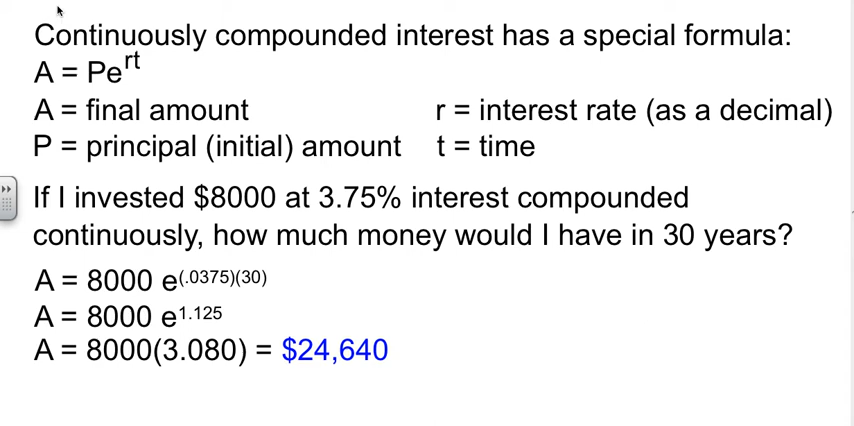 Continuously compounded interest has a special formula:
A = Pe^rt
A = final amount r = interest rate (as a decimal)
P = principal (initial) amount t = time
If I invested $8000 at 3.75% interest compounded
continuously, how much money would I have in 30 years?
A = 8000 e^(.0375)(30)
A = 8000 e^1.125
A = 8000(3.080) = $24,640